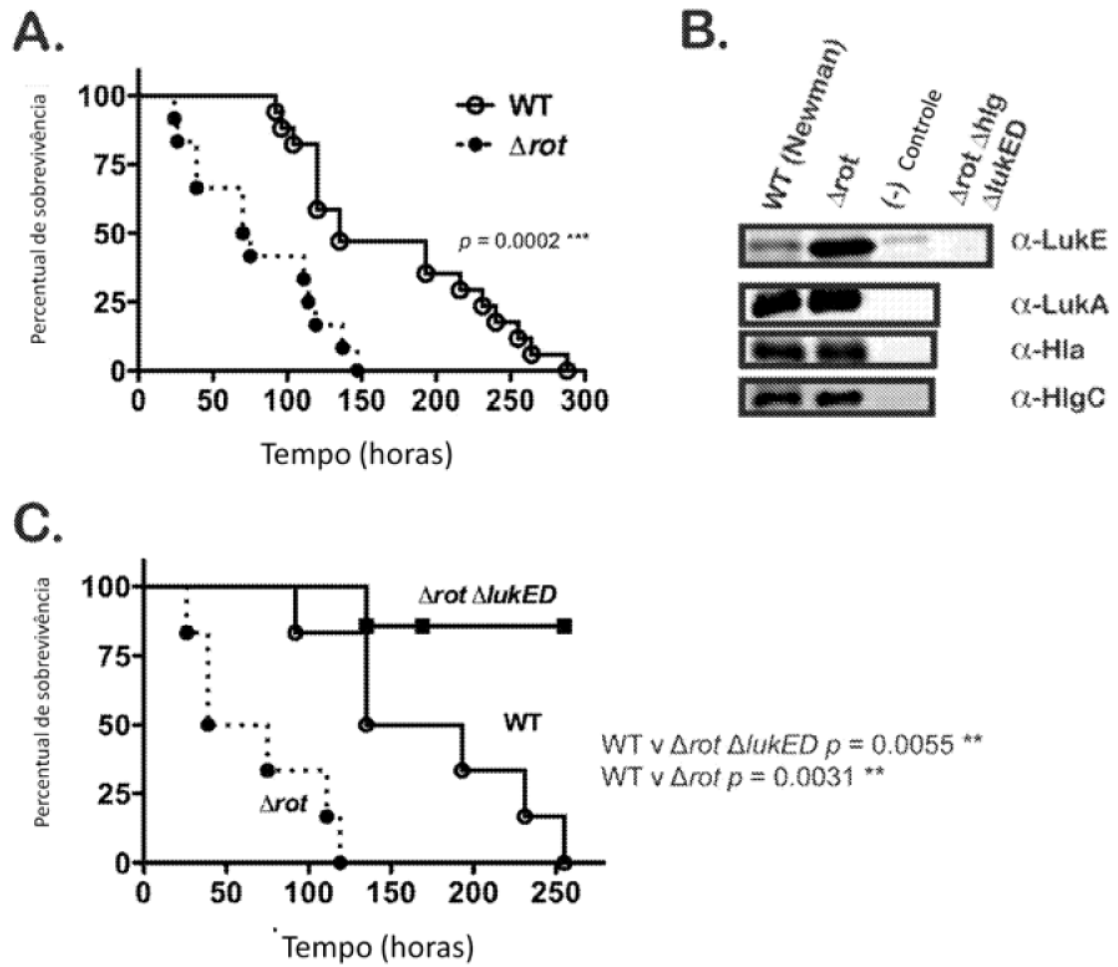 A.
Percentual de sobrevivência
100
75
50
25
0
0 50 100 150 200 250 300
Tempo (horas)
WT
Δrot
p = 0.0002 ***
B.
WT (Newman)
Δrot
(-) Controle
Δrot Δhlg
ΔlukED
α-LukE
α-LukA
α-Hla
α-HlgC
C.
Percentual de sobrevivência
100
75
50
25
0
0 50 100 150 200 250
Tempo (horas)
Δrot ΔlukED
WT
Δrot
WT v Δrot ΔlukED p = 0.0055 **
WT v Δrot p = 0.0031 **